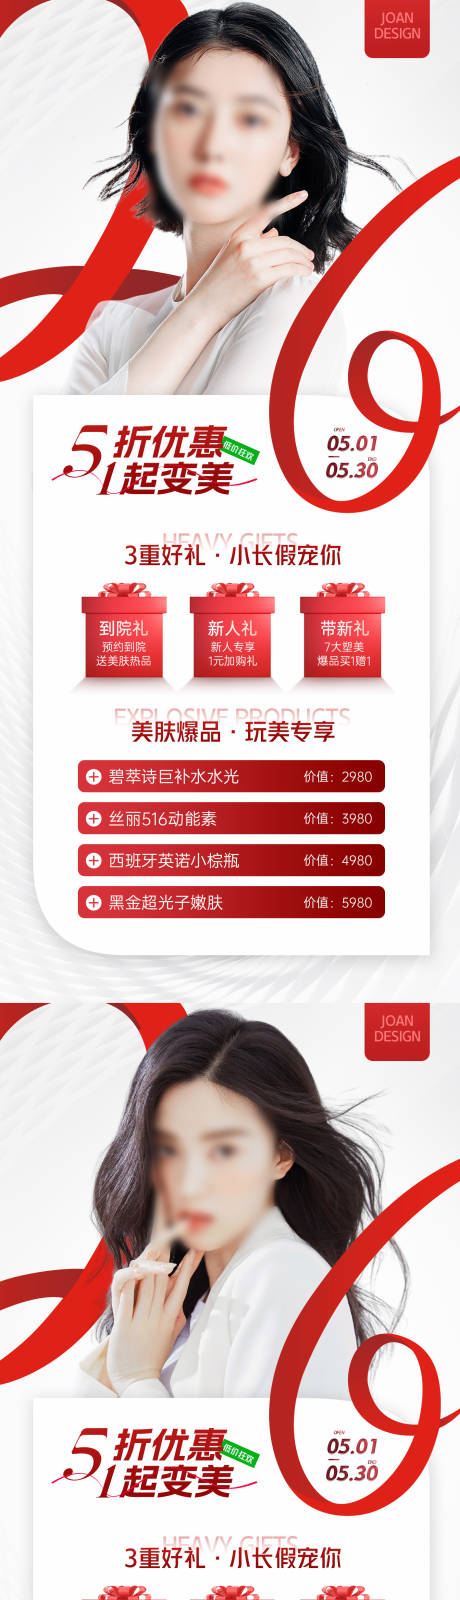 JOAN
DESIGN
5折优惠
1起变美
低价狂欢
OPEN
05.01
END
05.30
HEAVY GIFTS
3重好礼·小长假宠你
到院礼
预约到院
送美肤热品
新人礼
新人专享
1元加购礼
带新礼
7大塑美
爆品买1赠1
EXPLOSIVE PRODUCTS
美肤爆品·玩美专享
碧萃诗巨补水水光 价值：2980
丝丽516动能素 价值：3980
西班牙英诺小棕瓶 价值：4980
黑金超光子嫩肤 价值：5980
JOAN
DESIGN
5折优惠
1起变美
低价狂欢
OPEN
05.01
END
05.30
HEAVY GIFTS
3重好礼·小长假宠你